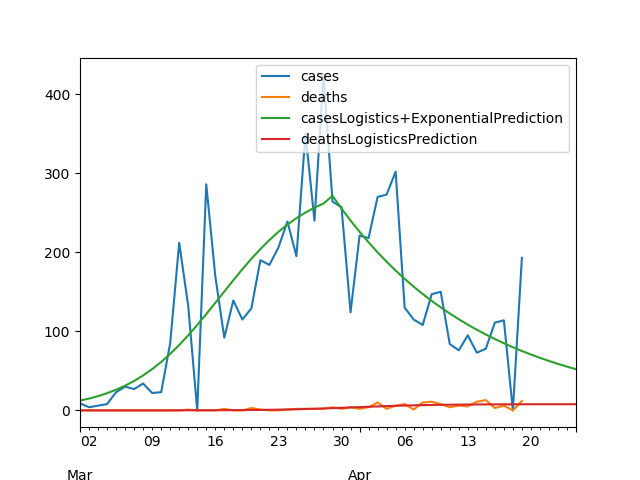 cases
deaths
casesLogistics+ExponentialPrediction
deathsLogisticsPrediction
400
300
200
100
0
02 09 16 23 30 06 13 20
Mar Apr